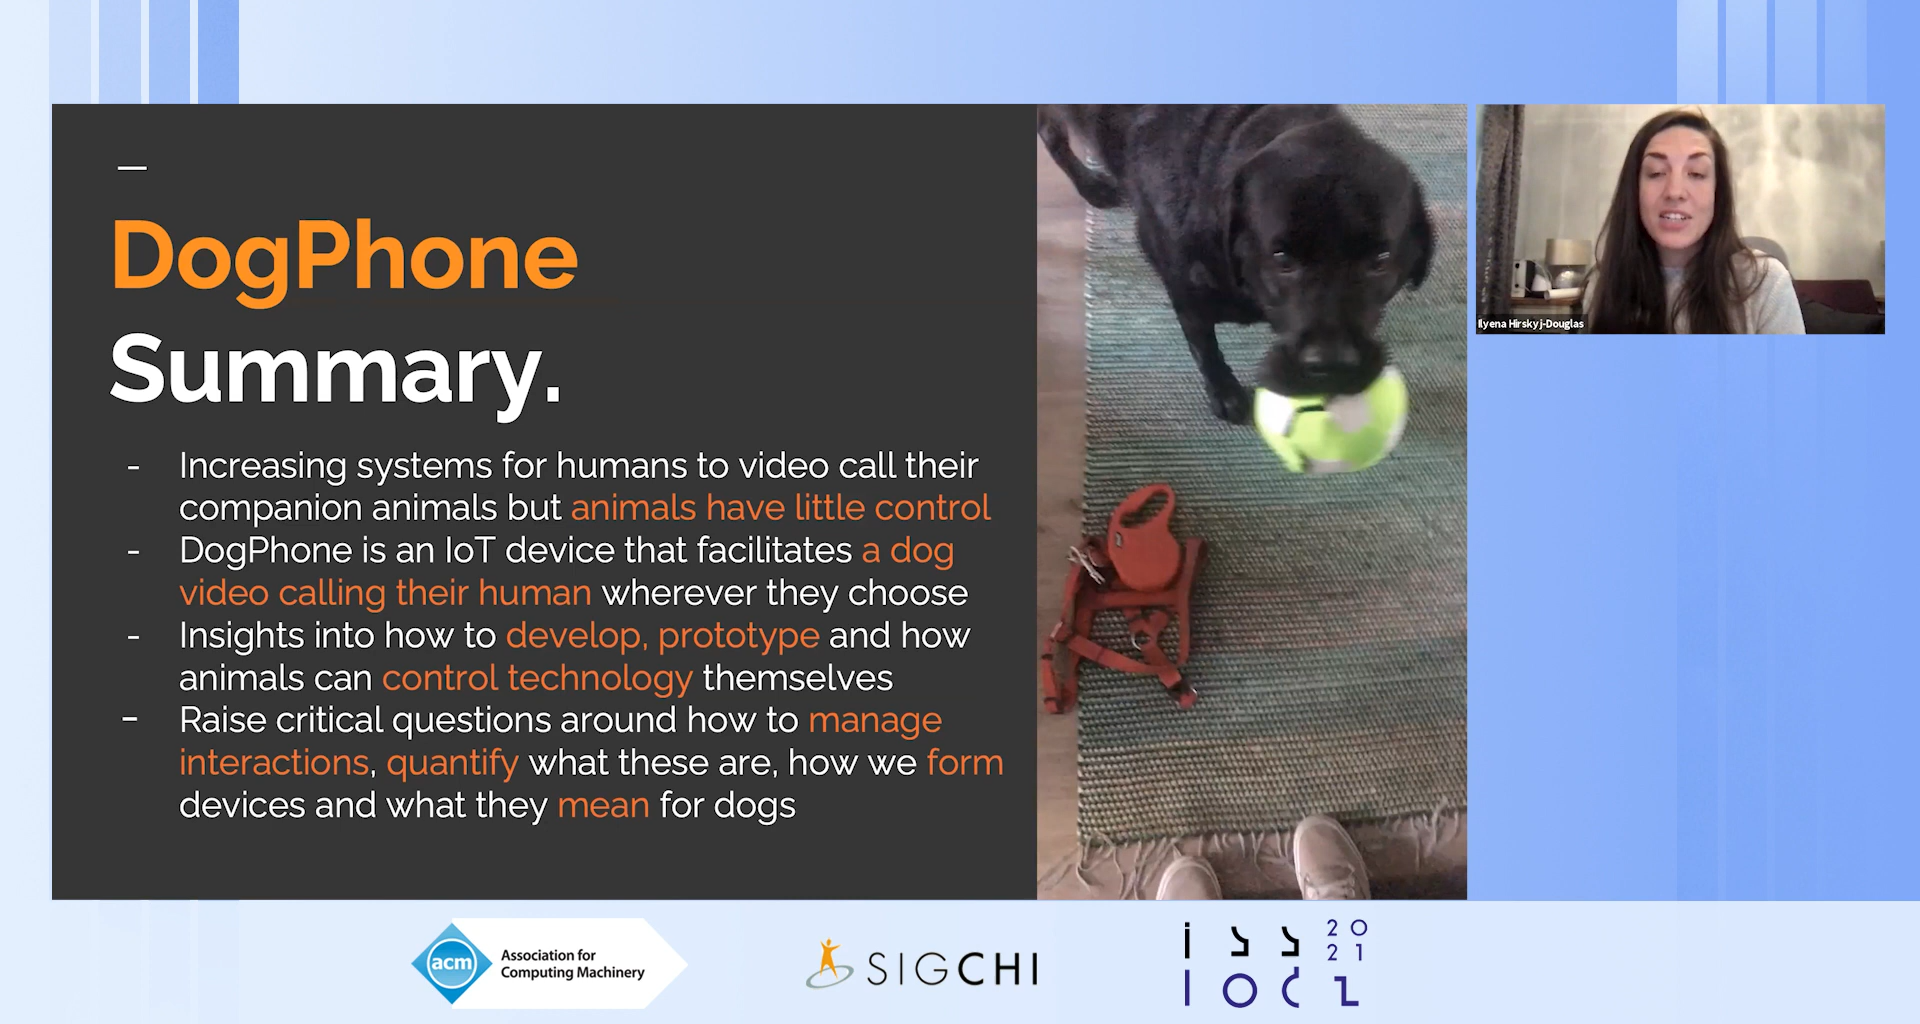 DogPhone
Summary.
- Increasing systems for humans to video call their
companion animals but animals have little control
- DogPhone is an IoT device that facilitates a dog
video calling their human wherever they choose
- Insights into how to develop, prototype and how
animals can control technology themselves
- Raise critical questions around how to manage
interactions, quantify what these are, how we form
devices and what they mean for dogs
Ilyena Hirskyj-Douglas
acm
Association for
Computing Machinery
SIGCHI
iss
2021